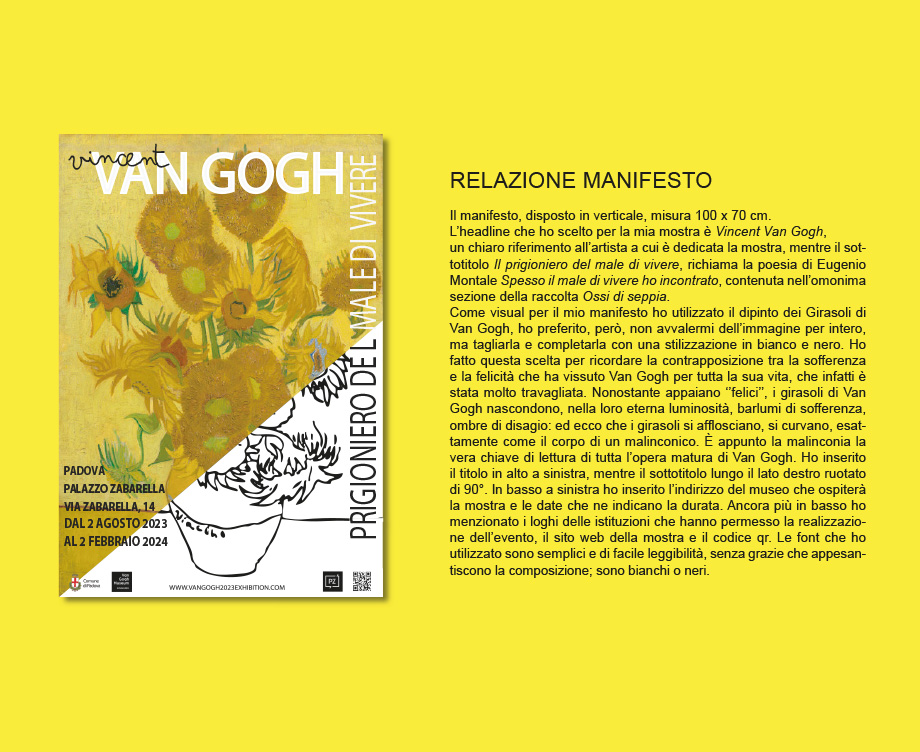 vincent
VAN GOGH
PRIGIONIERO DEL MALE DI VIVERE
PADOVA
PALAZZO ZABARELLA
VIA ZABARELLA, 14
DAL 2 AGOSTO 2023
AL 2 FEBBRAIO 2024
Comune
di Padova
Van
Gogh
Museum
WWW.VANGOGH2023EXHIBITION.COM
PZ
RELAZIONE MANIFESTO
Il manifesto, disposto in verticale, misura 100 x 70 cm.
L’headline che ho scelto per la mia mostra è Vincent Van Gogh,
un chiaro riferimento all’artista a cui è dedicata la mostra, mentre il sot-
totitolo Il prigioniero del male di vivere, richiama la poesia di Eugenio
Montale Spesso il male di vivere ho incontrato, contenuta nell’omonima
sezione della raccolta Ossi di seppia.
Come visual per il mio manifesto ho utilizzato il dipinto dei Girasoli di
Van Gogh, ho preferito, però, non avvalermi dell’immagine per intero,
ma tagliarla e completarla con una stilizzazione in bianco e nero. Ho
fatto questa scelta per ricordare la contrapposizione tra la sofferenza
e la felicità che ha vissuto Van Gogh per tutta la sua vita, che infatti è
stata molto travagliata. Nonostante appaiano ‘’felici’’, i girasoli di Van
Gogh nascondono, nella loro eterna luminosità, barlumi di sofferenza,
ombre di disagio: ed ecco che i girasoli si afflosciano, si curvano, esat-
tamente come il corpo di un malinconico. È appunto la malinconia la
vera chiave di lettura di tutta l’opera matura di Van Gogh. Ho inserito
il titolo in alto a sinistra, mentre il sottotitolo lungo il lato destro ruotato
di 90°. In basso a sinistra ho inserito l’indirizzo del museo che ospiterà
la mostra e le date che ne indicano la durata. Ancora più in basso ho
menzionato i loghi delle istituzioni che hanno permesso la realizzazio-
ne dell’evento, il sito web della mostra e il codice qr. Le font che ho
utilizzato sono semplici e di facile leggibilità, senza grazie che appesan-
tiscono la composizione; sono bianchi o neri.